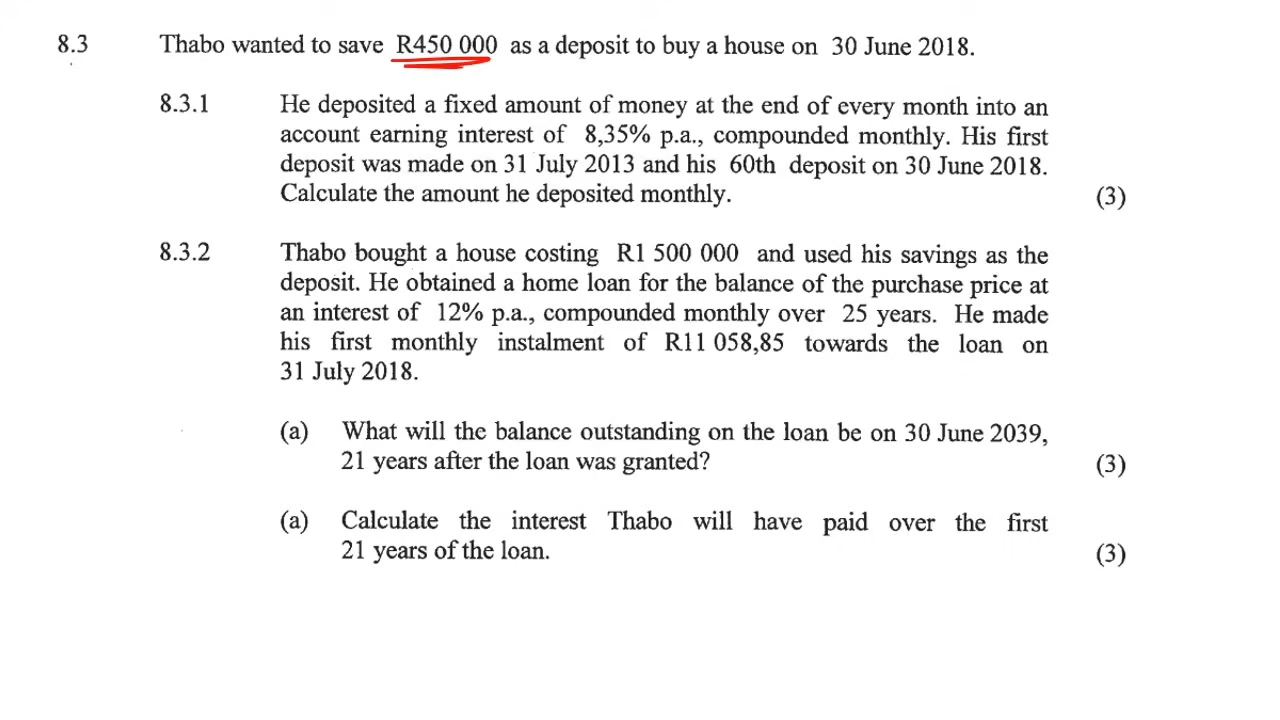 8.3 Thabo wanted to save R450 000 as a deposit to buy a house on 30 June 2018.
8.3.1 He deposited a fixed amount of money at the end of every month into an
account earning interest of 8,35% p.a., compounded monthly. His first
deposit was made on 31 July 2013 and his 60th deposit on 30 June 2018.
Calculate the amount he deposited monthly. (3)
8.3.2 Thabo bought a house costing R1 500 000 and used his savings as the
deposit. He obtained a home loan for the balance of the purchase price at
an interest of 12% p.a., compounded monthly over 25 years. He made
his first monthly instalment of R11 058,85 towards the loan on
31 July 2018.
(a) What will the balance outstanding on the loan be on 30 June 2039,
21 years after the loan was granted? (3)
(a) Calculate the interest Thabo will have paid over the first
21 years of the loan. (3)